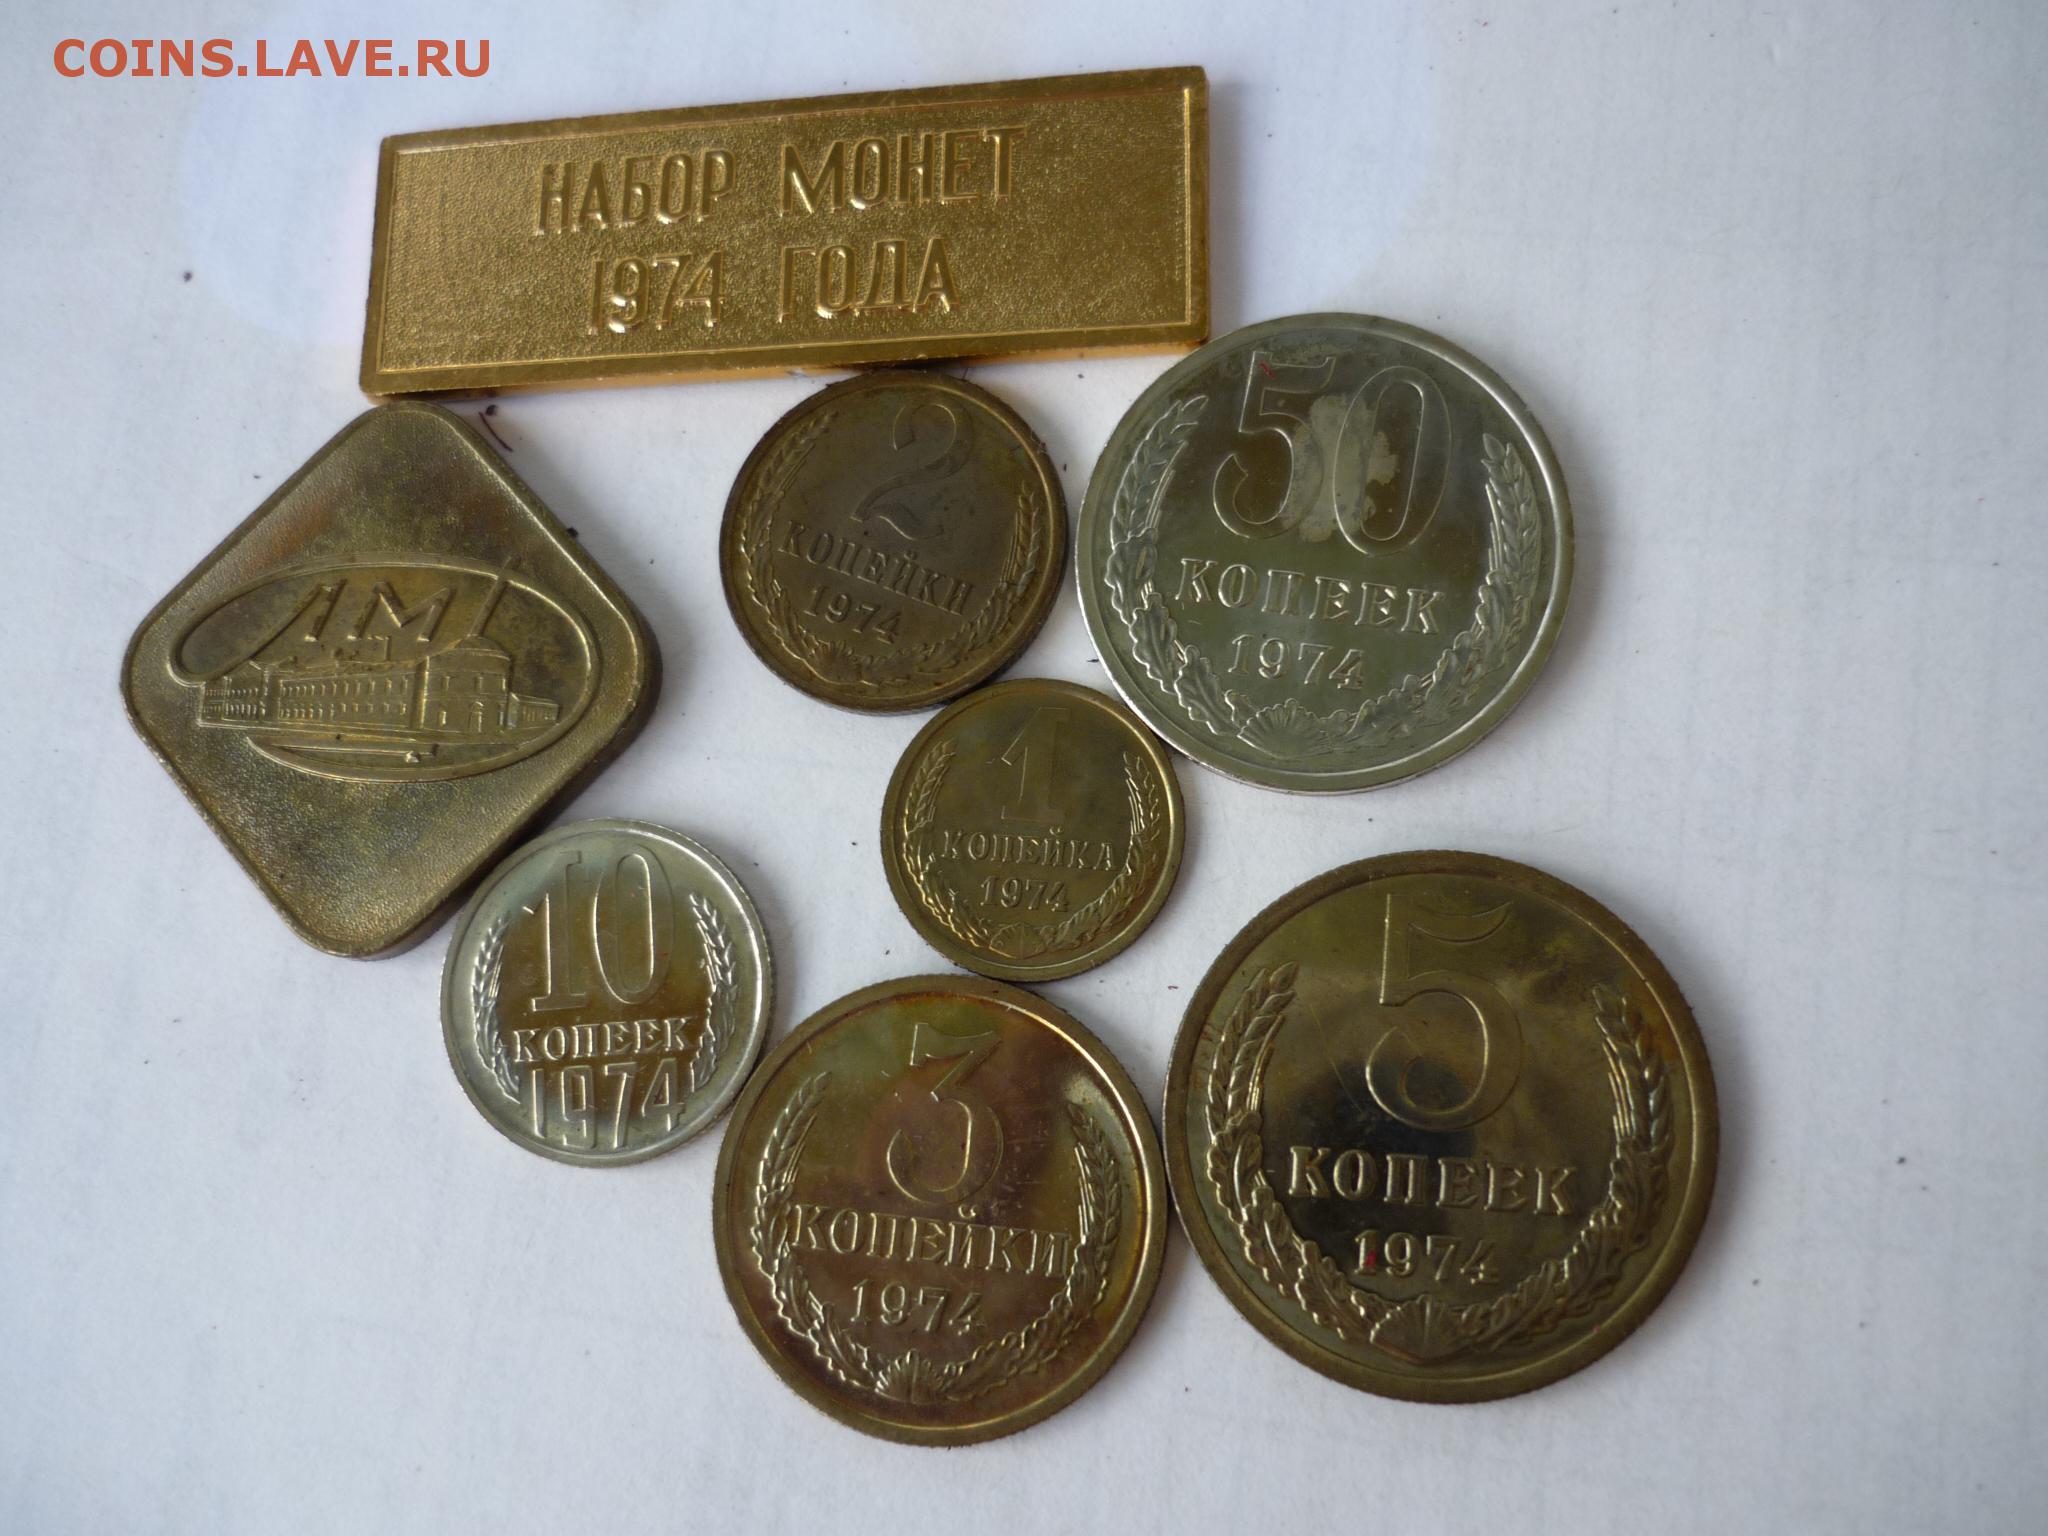 COINS.LAVE.RU
НАБОР МОНЕТ
1974 ГОДА
2
КОПЕЙКИ
1974
50
КОПЕЕК
1974
ЛМД
1
КОПЕЙКА
1974
10
КОПЕЕК
1974
3
КОПЕЙКИ
1974
5
КОПЕЕК
1974